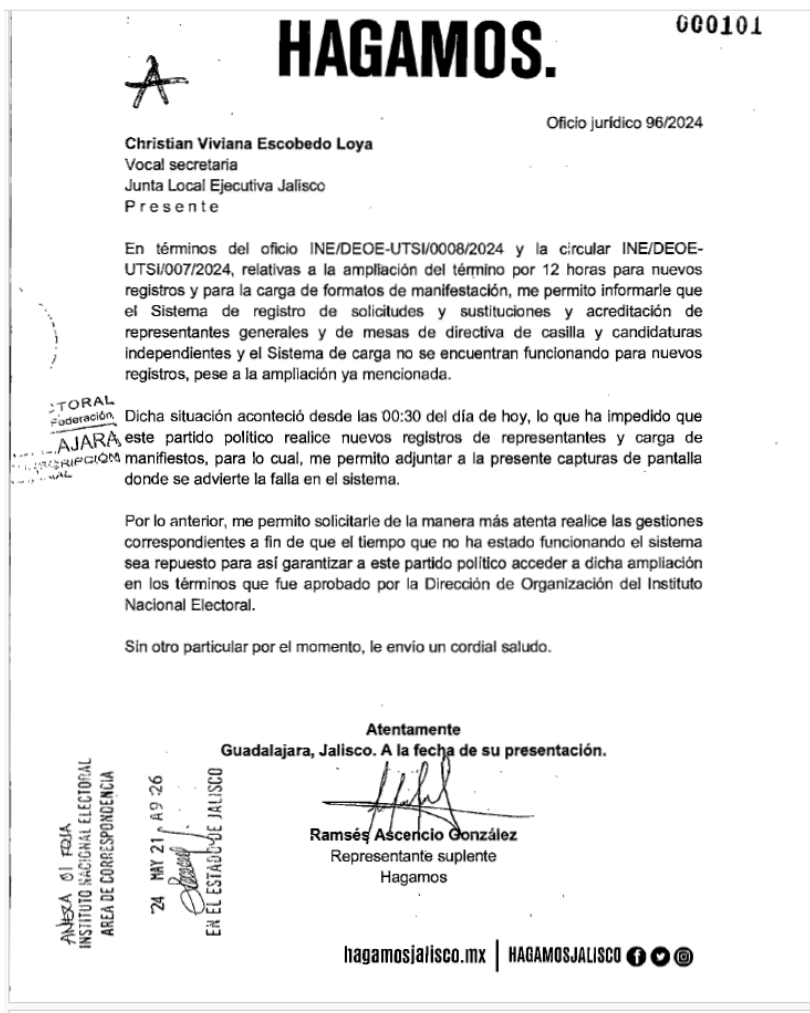 000101
HAGAMOS.
A
Oficio jurídico 96/2024
Christian Viviana Escobedo Loya
Vocal secretaria
Junta Local Ejecutiva Jalisco
Presente
En términos del oficio INE/DEOE-UTSI/0008/2024 y la circular INE/DEOE-
UTSI/007/2024, relativas a la ampliación del término por 12 horas para nuevos
registros y para la carga de formatos de manifestación, me permito informarle que
el Sistema de registro de solicitudes y sustituciones y acreditación de
representantes generales y de mesas de directiva de casilla y candidaturas
independientes y el Sistema de carga no se encuentran funcionando para nuevos
registros, pese a la ampliación ya mencionada.
Dicha situación aconteció desde las 00:30 del día de hoy, lo que ha impedido que
este partido político realice nuevos registros de representantes y carga de
manifiestos, para lo cual, me permito adjuntar a la presente capturas de pantalla
donde se advierte la falla en el sistema.
TORAL
Federación
AJARA
Por lo anterior, me permito solicitarle de la manera más atenta realice las gestiones
correspondientes a fin de que el tiempo que no ha estado funcionando el sistema
sea repuesto para así garantizar a este partido político acceder a dicha ampliación
en los términos que fue aprobado por la Dirección de Organización del Instituto
Nacional Electoral.
Sin otro particular por el momento, le envío un cordial saludo.
Atentamente
Guadalajara, Jalisco. A la fecha de su presentación.
Ramsés Ascencio González
Representante suplente
Hagamos
ANEXA 01 FOJA
INSTITUTO NACIONAL ELECTORAL
AREA DE CORRESPONDENCIA
'24 MAY 21 A9:26
EN EL ESTADO DE JALISCO
hagamosjalisco.mx | HAGAMOSJALISCO